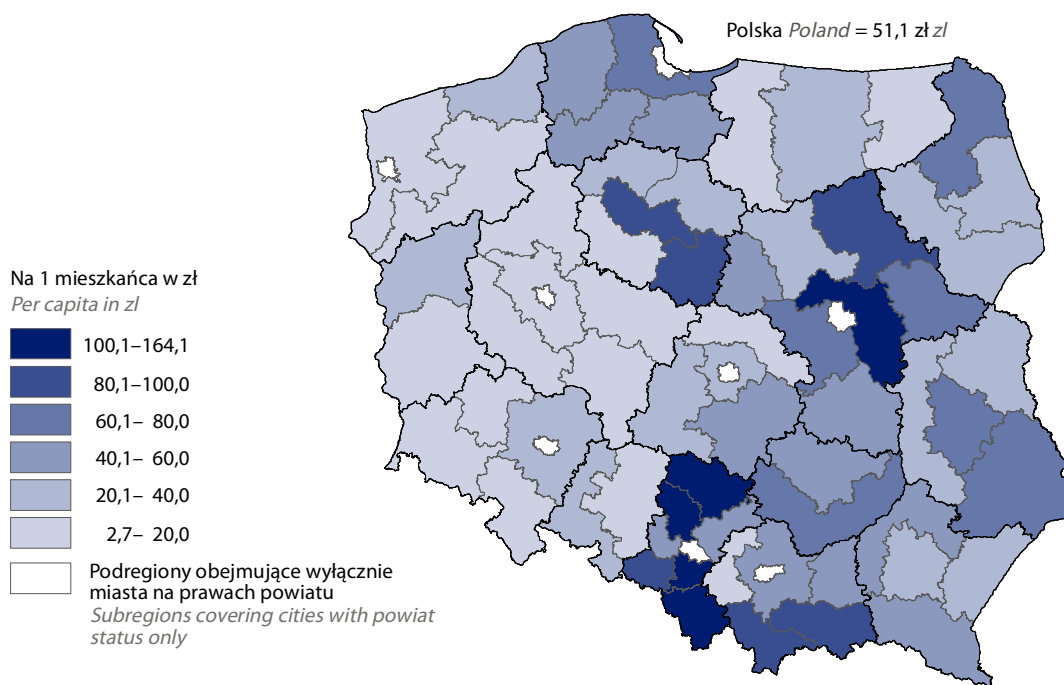 Polska Poland = 51,1 zł zl
Na 1 mieszkańca w zł
Per capita in zl
100,1–164,1
80,1–100,0
60,1– 80,0
40,1– 60,0
20,1– 40,0
2,7– 20,0
Podregiony obejmujące wyłącznie
miasta na prawach powiatu
Subregions covering cities with powiat
status only